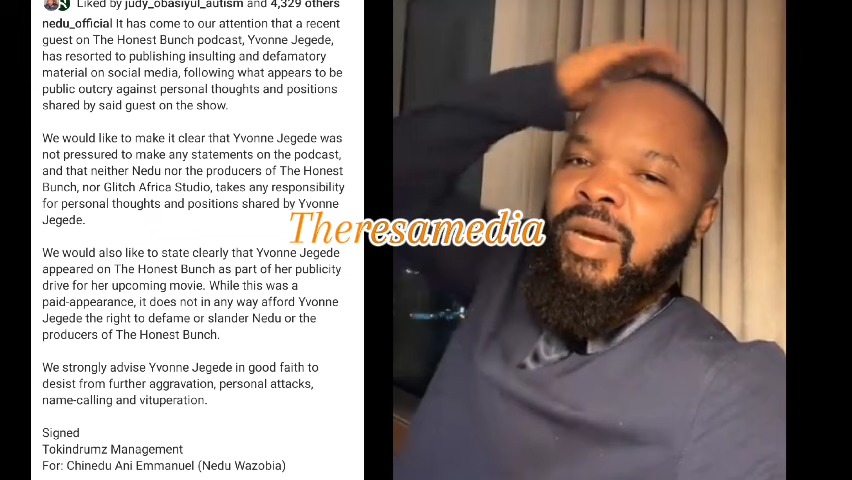 Liked by judy_obasiyul_autism and 4,329 others
nedu_official It has come to our attention that a recent
guest on The Honest Bunch podcast, Yvonne Jegede,
has resorted to publishing insulting and defamatory
material on social media, following what appears to be
public outcry against personal thoughts and positions
shared by said guest on the show.
We would like to make it clear that Yvonne Jegede was
not pressured to make any statements on the podcast,
and that neither Nedu nor the producers of The Honest
Bunch, nor Glitch Africa Studio, takes any responsibility
for personal thoughts and positions shared by Yvonne
Jegede.
Theresamedia
We would also like to state clearly that Yvonne Jegede
appeared on The Honest Bunch as part of her publicity
drive for her upcoming movie. While this was a
paid-appearance, it does not in any way afford Yvonne
Jegede the right to defame or slander Nedu or the
producers of The Honest Bunch.
We strongly advise Yvonne Jegede in good faith to
desist from further aggravation, personal attacks,
name-calling and vituperation.
Signed
Tokindrumz Management
For: Chinedu Ani Emmanuel (Nedu Wazobia)